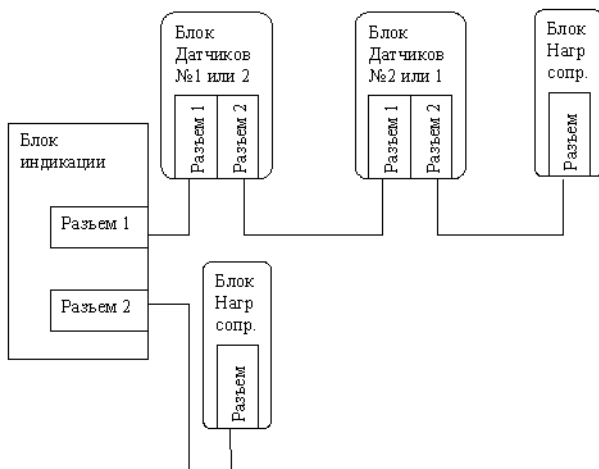 Блок
Датчиков
№1 или 2
Разъем 1
Разъем 2
Блок
Датчиков
№2 или 1
Разъем 1
Разъем 2
Блок
Нагр
сопр.
Разъем
Блок
индикации
Разъем 1
Разъем 2
Блок
Нагр
сопр.
Разъем